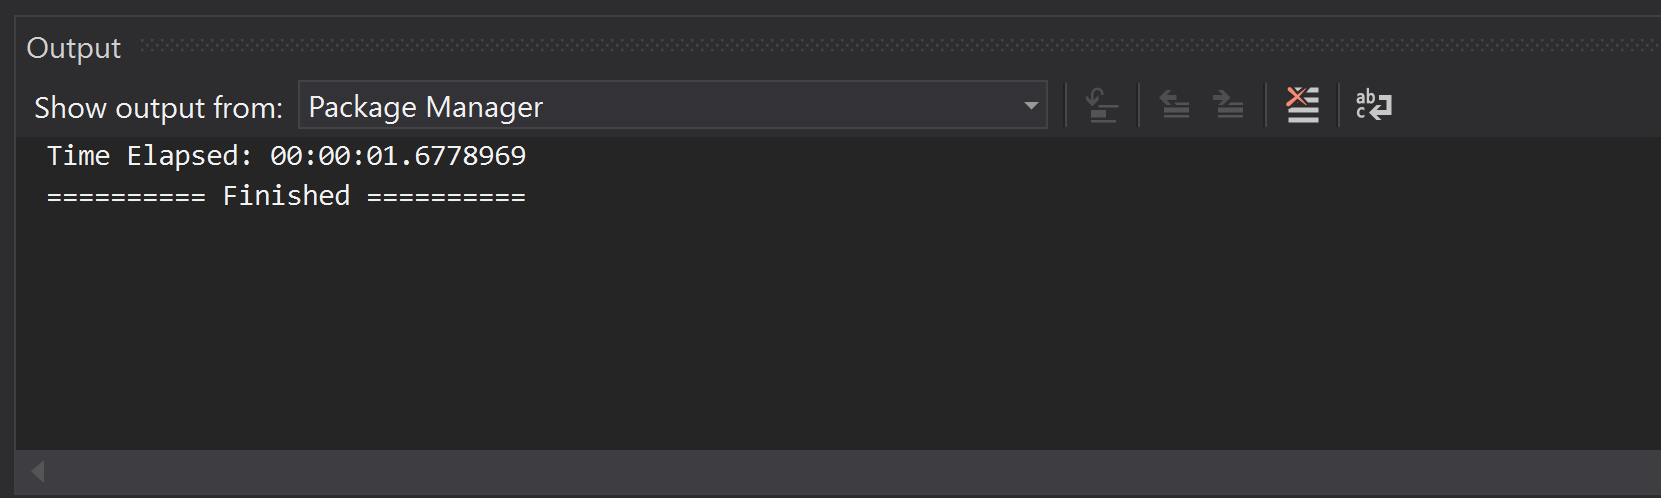 Output
Show output from: Package Manager
Time Elapsed: 00:00:01.6778969
========== Finished ==========